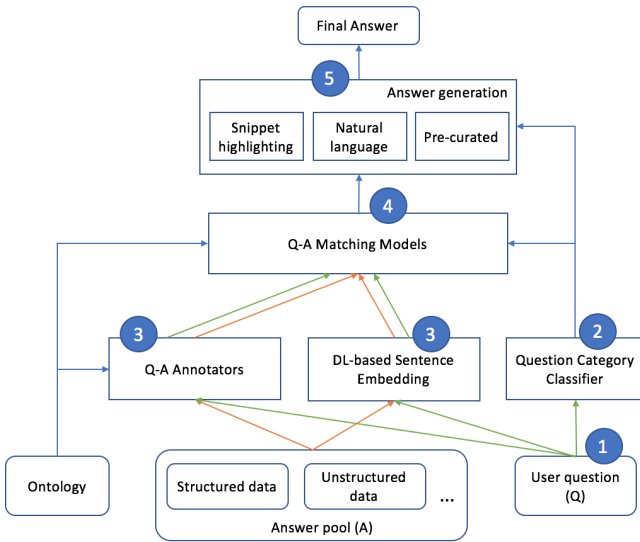 Final Answer
5
Answer generation
Snippet
highlighting
Natural
language
Pre-curated
4
Q-A Matching Models
3
Q-A Annotators
3
DL-based Sentence
Embedding
2
Question Category
Classifier
1
Ontology
Structured data
Unstructured
data
...
Answer pool (A)
User question
(Q)